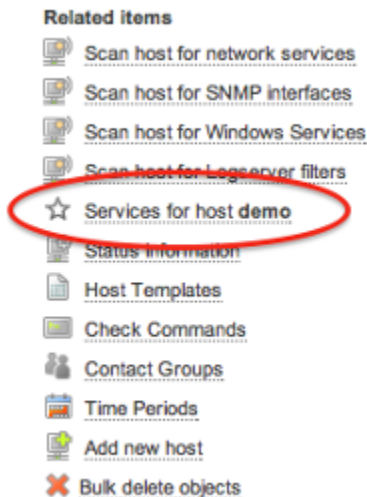 Related items
Scan host for network services
Scan host for SNMP interfaces
Scan host for Windows Services
Scan host for Logserver filters
Services for host demo
Status Information
Host Templates
Check Commands
Contact Groups
Time Periods
Add new host
Bulk delete objects